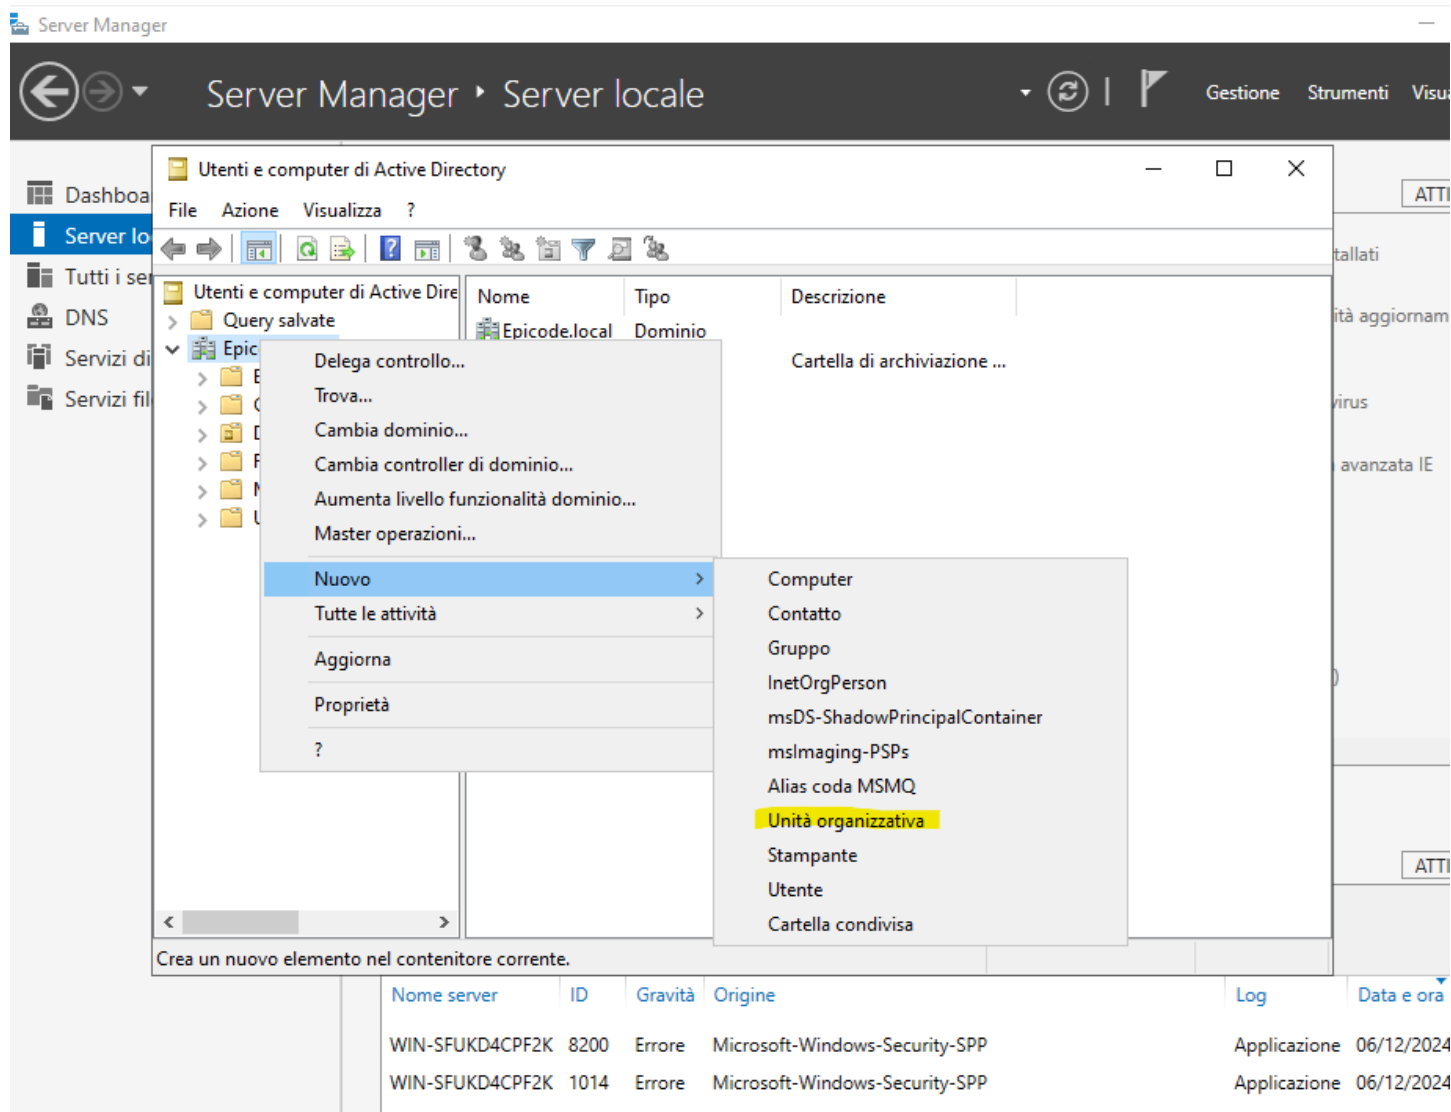 Server Manager
Server Manager ‣ Server locale
Gestione Strumenti
Utenti e computer di Active Directory
File Azione Visualizza ?
Server
Tutti i
DNS
Servizi di
Servizi
ATTI
Utenti e computer di Active Dire
Query salvate
Epic
Nome Tipo Descrizione
Epicode.local Dominio
Cartella di archiviazione ...
Delega controllo...
Trova...
Cambia dominio...
Cambia controller di dominio...
Aumenta livello funzionalità dominio...
Master operazioni...
Nuovo
Tutte le attività
Aggiorna
Proprietà
?
Computer
Contatto
Gruppo
InetOrgPerson
msDS-ShadowPrincipalContainer
msImaging-PSPs
Alias coda MSMQ
Unità organizzativa
Stampante
Utente
Cartella condivisa
tallati
ità aggiornam
virus
avanzata IE
ATTI
Crea un nuovo elemento nel contenitore corrente.
Nome server ID Gravità Origine Log Data e ora
WIN-SFUKD4CPF2K 8200 Errore Microsoft-Windows-Security-SPP Applicazione 06/12/2024
WIN-SFUKD4CPF2K 1014 Errore Microsoft-Windows-Security-SPP Applicazione 06/12/2024